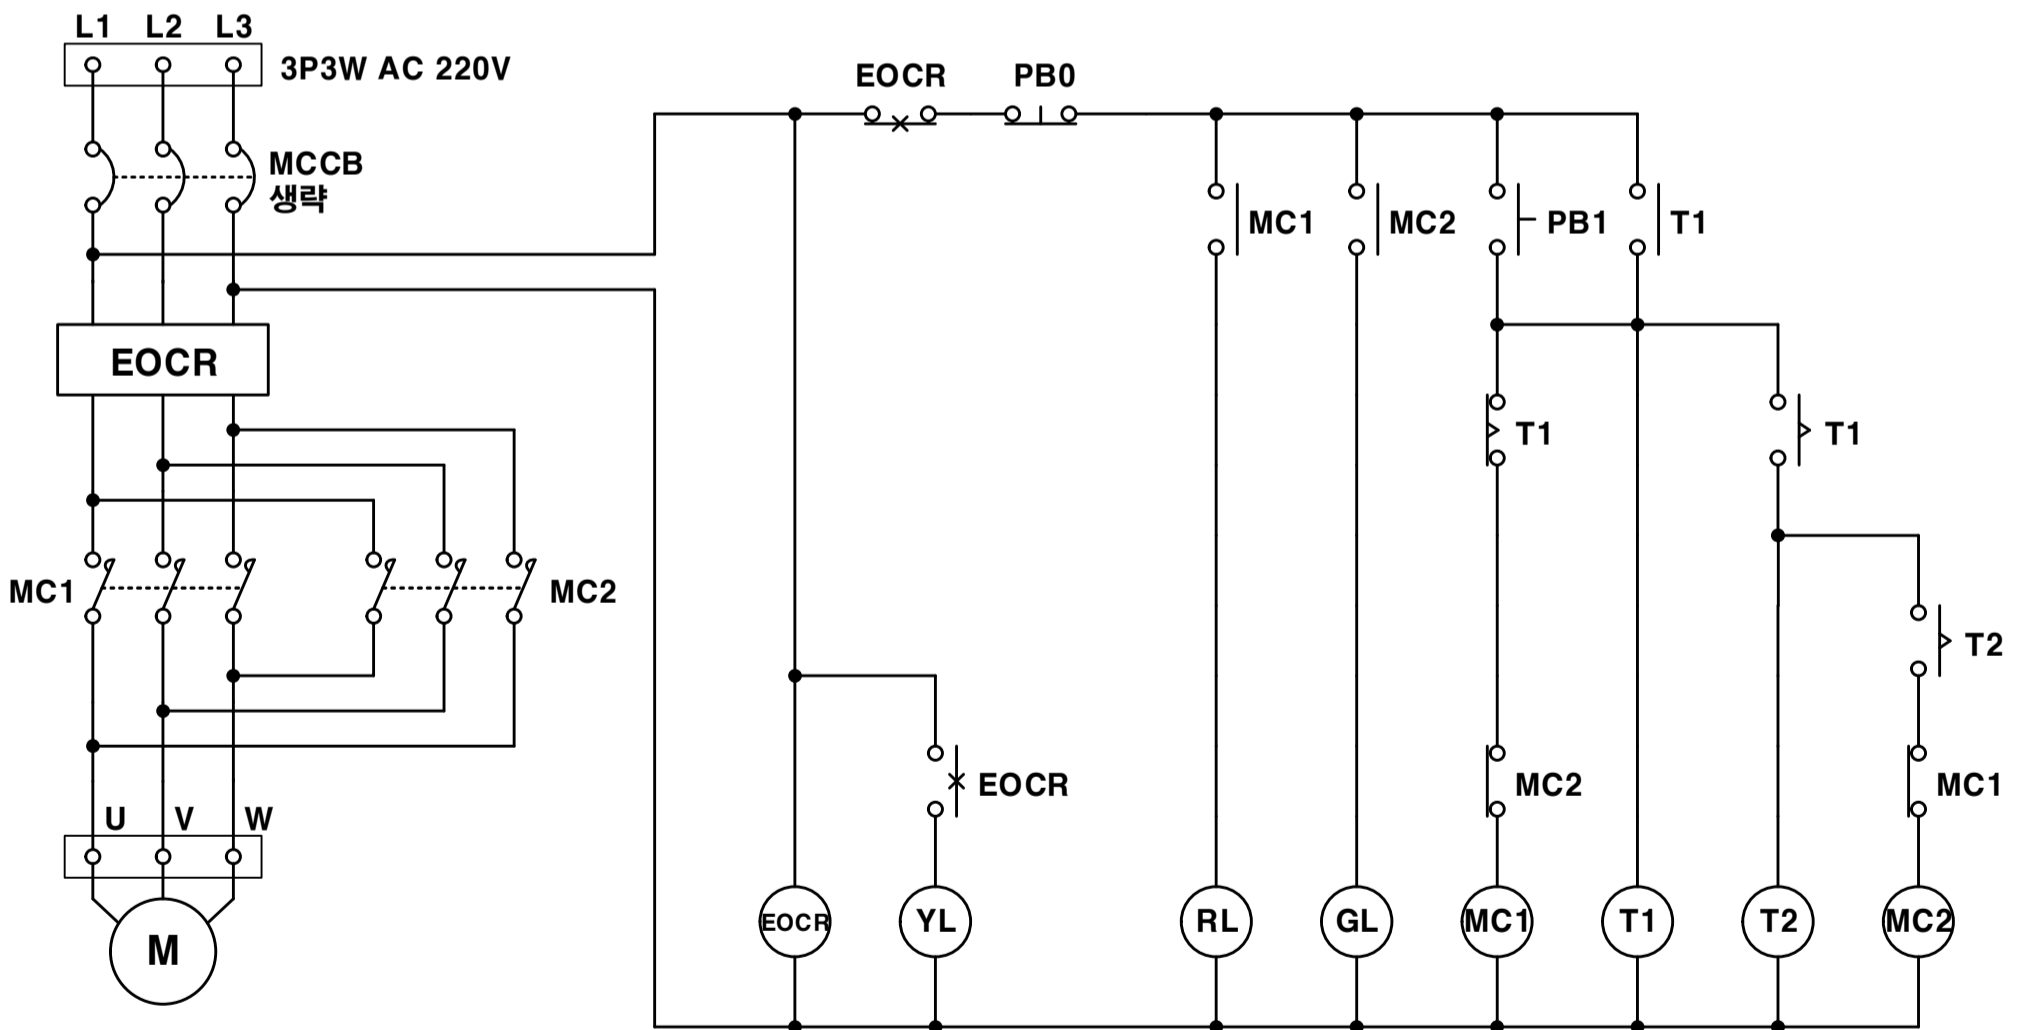 L1 L2 L3
3P3W AC 220V
EOCR PB0
MCCB
생략
MC1 MC2 PB1 T1
EOCR
T1 T1
MC1 MC2
T2
EOCR MC2 MC1
U V W
EOCR YL RL GL MC1 T1 T2 MC2
M